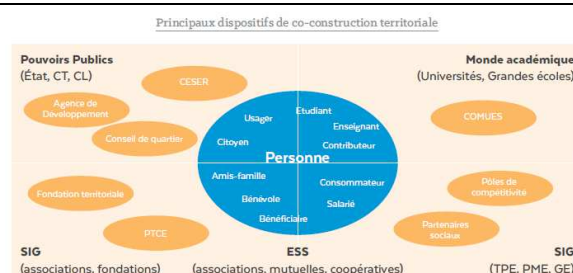 Principaux dispositifs de co-construction territoriale
Pouvoirs Publics
(État, CT, CL)
Monde académique
(Universités, Grandes écoles)
CESER
Agence de
Développement
Conseil de quartier
COMUES
Usager
Etudiant
Enseignant
Citoyen
Contributeur
Personne
Amis-famille
Consommateur
Bénévole
Salarié
Bénéficiaire
Fondation territoriale
PTCE
Pôles de
compétitivité
Partenaires
sociaux
SIG
(associations, fondations)
ESS
(associations, mutuelles, coopératives)
SIG
(TPE, PME, GE)